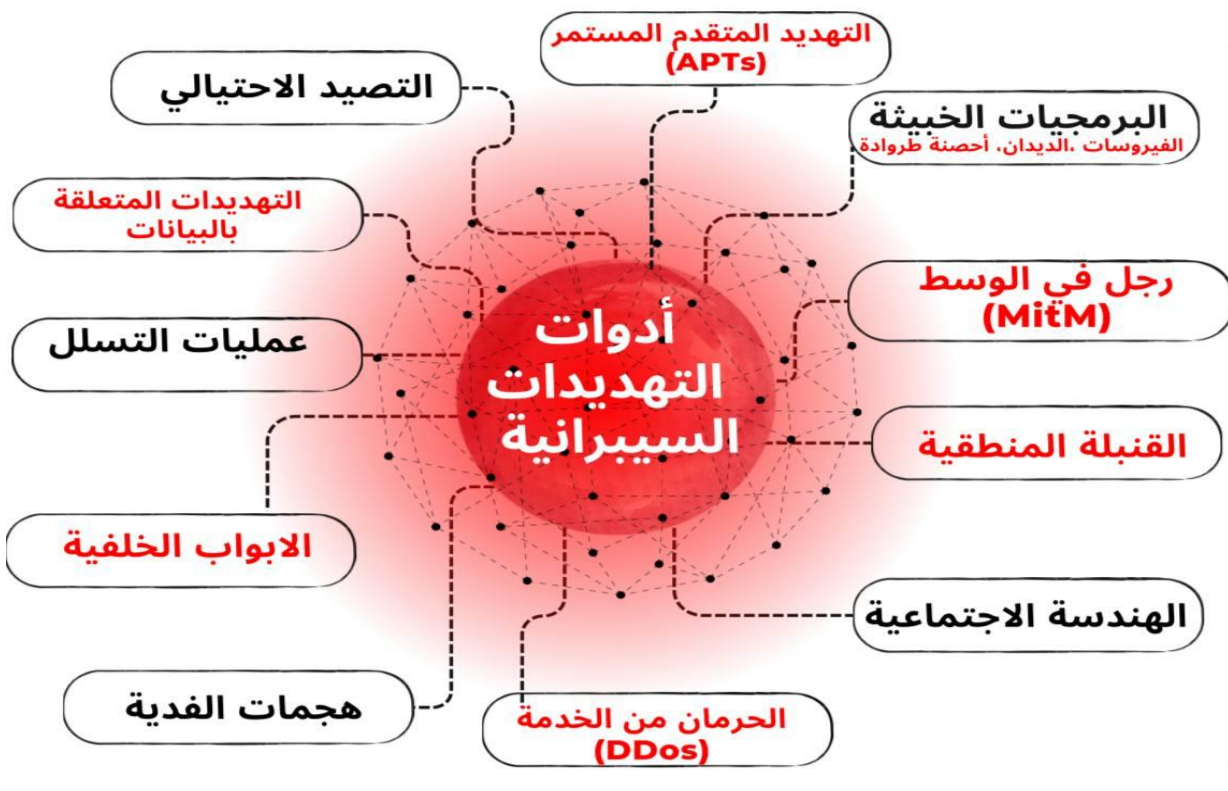 التهديد المتقدم المستمر
(APTs)
التصيد الاحتيالي
البرمجيات الخبيثة
الفيروسات ،الديدان، أحصنة طروادة
التهديدات المتعلقة
بالبيانات
رجل في الوسط
(MitM)
أدوات
التهديدات
السيبرانية
عمليات التسلل
القنبلة المنطقية
الابواب الخلفية
الهندسة الاجتماعية
هجمات الفدية
الحرمان من الخدمة
(DDos)